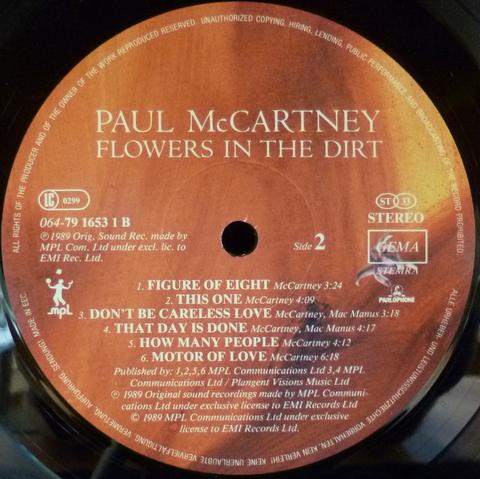 ALL RIGHTS OF THE PRODUCER AND OF THE OWNER OF THE WORK REPRODUCED RESERVED. UNAUTHORIZED COPYING, HIRING, LENDING, PUBLIC PERFORMANCE AND BROADCASTING OF THIS RECORD PROHIBITED
PAUL McCARTNEY
FLOWERS IN THE DIRT
LC 0299
ST 33
064-79 1653 1 B
STEREO
℗ 1989 Orig. Sound Rec. made by
MPL Com. Ltd under excl. lic. to
EMI Rec. Ltd.
Side 2
GEMA
STEMRA
mpl
PARLOPHONE
1. FIGURE OF EIGHT McCartney 3:24
2. THIS ONE McCartney 4:09
3. DON'T BE CARELESS LOVE McCartney, Mac Manus 3:18
4. THAT DAY IS DONE McCartney, Mac Manus 4:17
5. HOW MANY PEOPLE McCartney 4:12
6. MOTOR OF LOVE McCartney 6:18
Published by: 1,2,5,6 MPL Communications Ltd 3,4 MPL
Communications Ltd / Plangent Visions Music Ltd
℗ 1989 Original sound recordings made by MPL Communi-
cations Ltd under exclusive license to EMI Records Ltd
© 1989 MPL Communications Ltd under exclusive
license to EMI Records Ltd.
ALLE URHEBER- UND LEISTUNGSSCHUTZRECHTE VORBEHALTEN. KEIN VERLEIH! KEINE UNERLAUBTE VERVIELFÄLTIGUNG, VERMIETUNG, AUFFÜHRUNG, SENDUNG! MADE IN EEC.